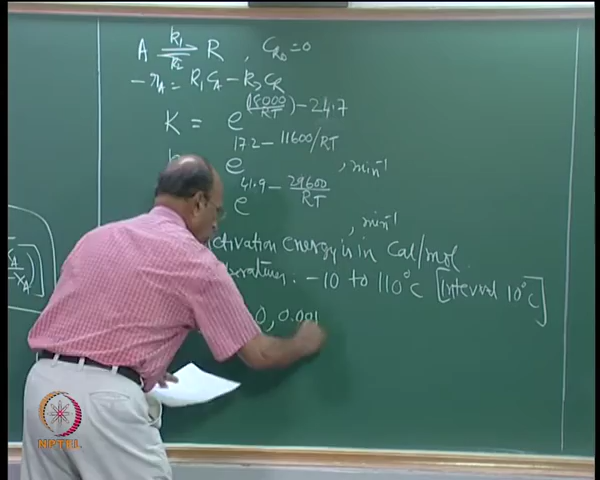 A ⇌ R , C_R0 = 0
k1
k2
-r_A = k1 C_A - k2 C_R
K = e^(18000/RT) - 24.7
e^17.2 - 11600/RT , min^-1
e^41.9 - 29600/RT , min^-1
ctivation energy is in Cal/mol
: -10 to 110°C [Interval 10°C]
0, 0.001
X_A
- X_A
NPTEL